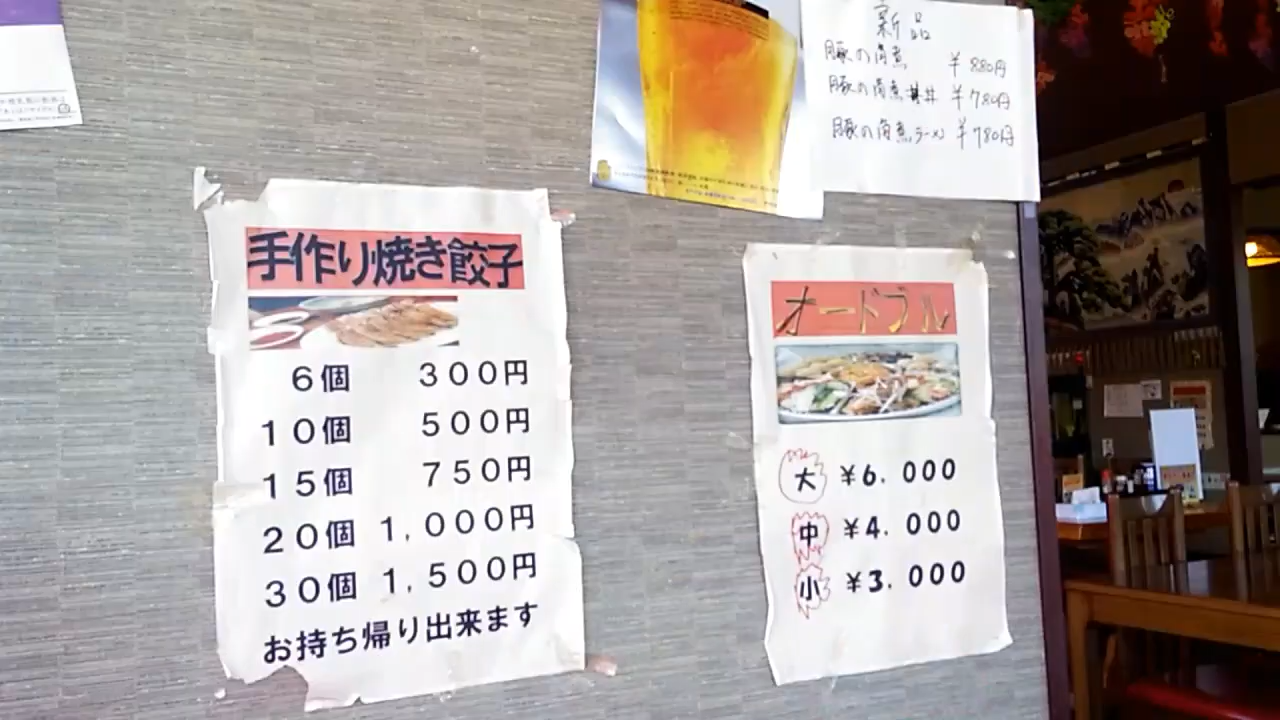 新品
豚の角煮 ¥880円
豚の角煮丼 ¥780円
豚の角煮ラーメン ¥780円
手作り焼き餃子
6個 300円
10個 500円
15個 750円
20個 1,000円
30個 1,500円
お持ち帰り出来ます
オードブル
大 ¥6.000
中 ¥4.000
小 ¥3.000